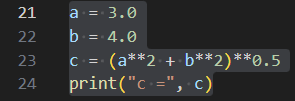 21 a = 3.0
22 b = 4.0
23 c = (a**2 + b**2)**0.5
24 print("c =", c)